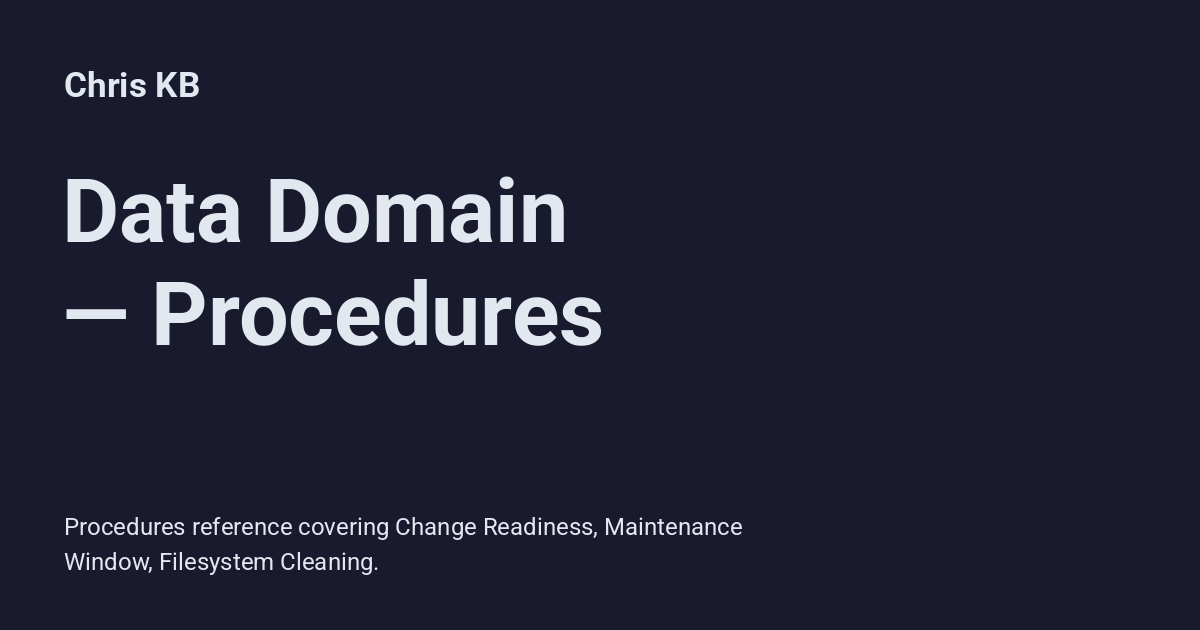 Chris KB
Data Domain
— Procedures
Procedures reference covering Change Readiness, Maintenance
Window, Filesystem Cleaning.